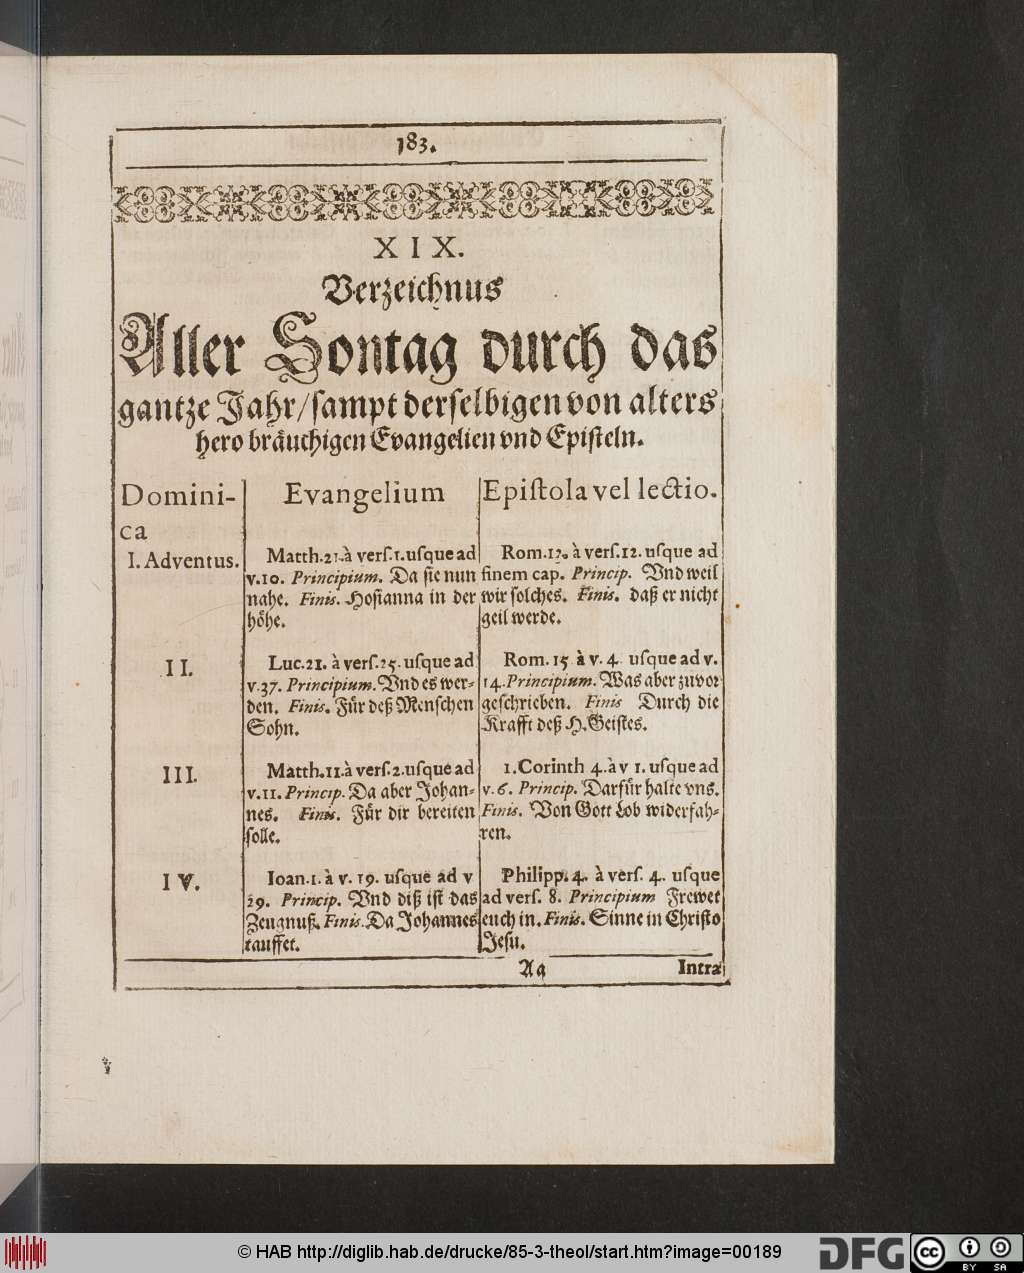 183.
XIX.
Verzeichnus
Aller Sontag durch das
gantze Jahr/sampt derselbigen von alters
hero bräuchigen Evangelien vnd Episteln.
Domini-
ca
Evangelium
Epistola vel lectio.
I. Adventus.
Matth.21.à vers.1.usque ad
v.10. Principium. Da sie nun
nahe. Finis. Hosianna in der
höhe.
Rom.13. à vers.12. usque ad
finem cap. Princip. Vnd weil
wir solches. Finis. daß er nicht
geil werde.
II.
Luc.21. à vers.25. usque ad
v.37. Principium. Vnd es wer-
den. Finis. Für deß Menschen
Sohn.
Rom. 15 à v. 4. usque ad v.
14. Principium. Was aber zuvor
geschrieben. Finis Durch die
Krafft deß H. Geistes.
III.
Matth.11.à vers.2.usque ad
v.11. Princip. Da aber Johan-
nes. Finis. Für dir bereiten
solle.
1.Corinth 4.à v 1. usque ad
v.6. Princip. Darfür halte vns.
Finis. Von Gott Lob widerfah-
ren.
IV.
Ioan.1. à v. 19. usque ad v
29. Princip. Vnd diß ist das
Zeugnuß. Finis. Da Johannes
tauffet.
Philipp. 4. à vers. 4. usque
ad vers. 8. Principium Frewet
euch in. Finis. Sinne in Christo
Jesu.
Aa
Intra
© HAB http://diglib.hab.de/drucke/85-3-theol/start.htm?image=00189
DFG
cc
BY SA